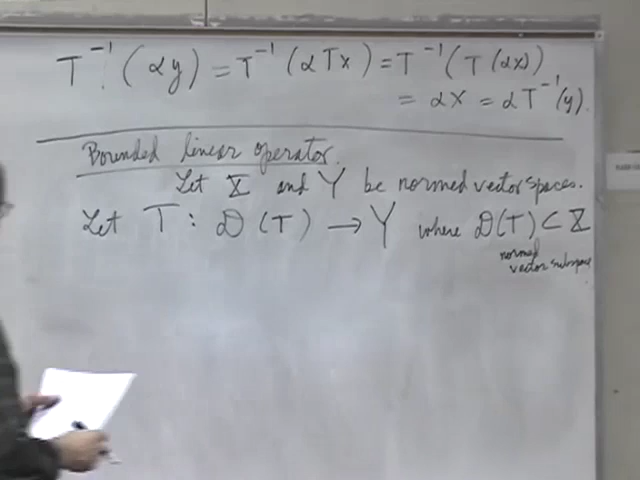 T⁻¹(αy) = T⁻¹(αTx) = T⁻¹(T(αx))
= αx = αT⁻¹(y).
Bounded linear operator.
Let X and Y be normed vector spaces.
Let T : D(T) → Y where D(T) ⊂ X
normed
vector subspace